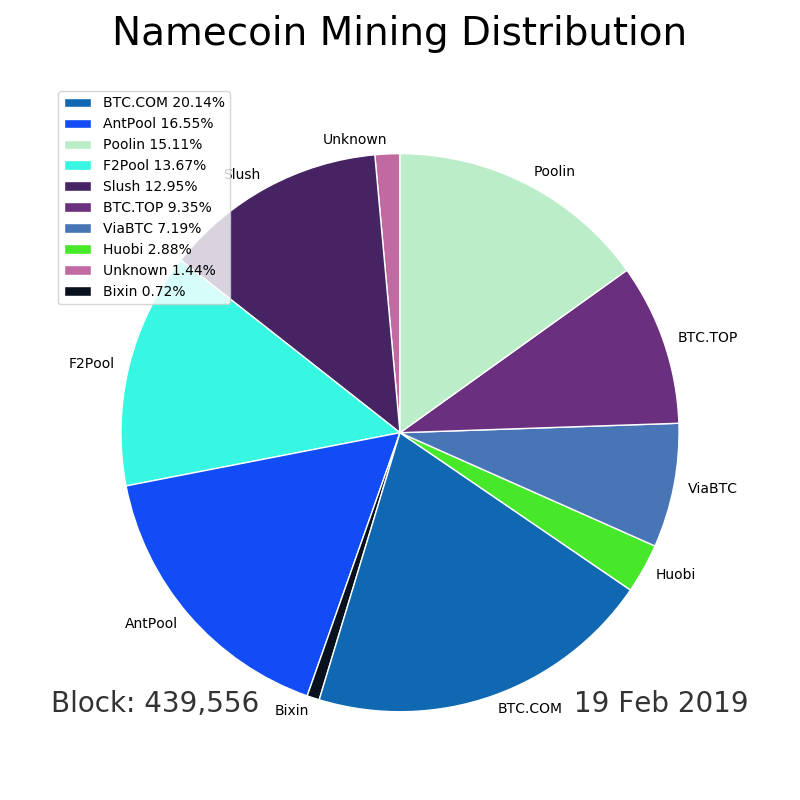 Namecoin Mining Distribution
BTC.COM 20.14%
AntPool 16.55%
Poolin 15.11%
F2Pool 13.67%
Slush 12.95%
BTC.TOP 9.35%
ViaBTC 7.19%
Huobi 2.88%
Unknown 1.44%
Bixin 0.72%
Unknown
Slush
Poolin
BTC.TOP
F2Pool
ViaBTC
Huobi
AntPool
Bixin
BTC.COM
Block: 439,556
19 Feb 2019